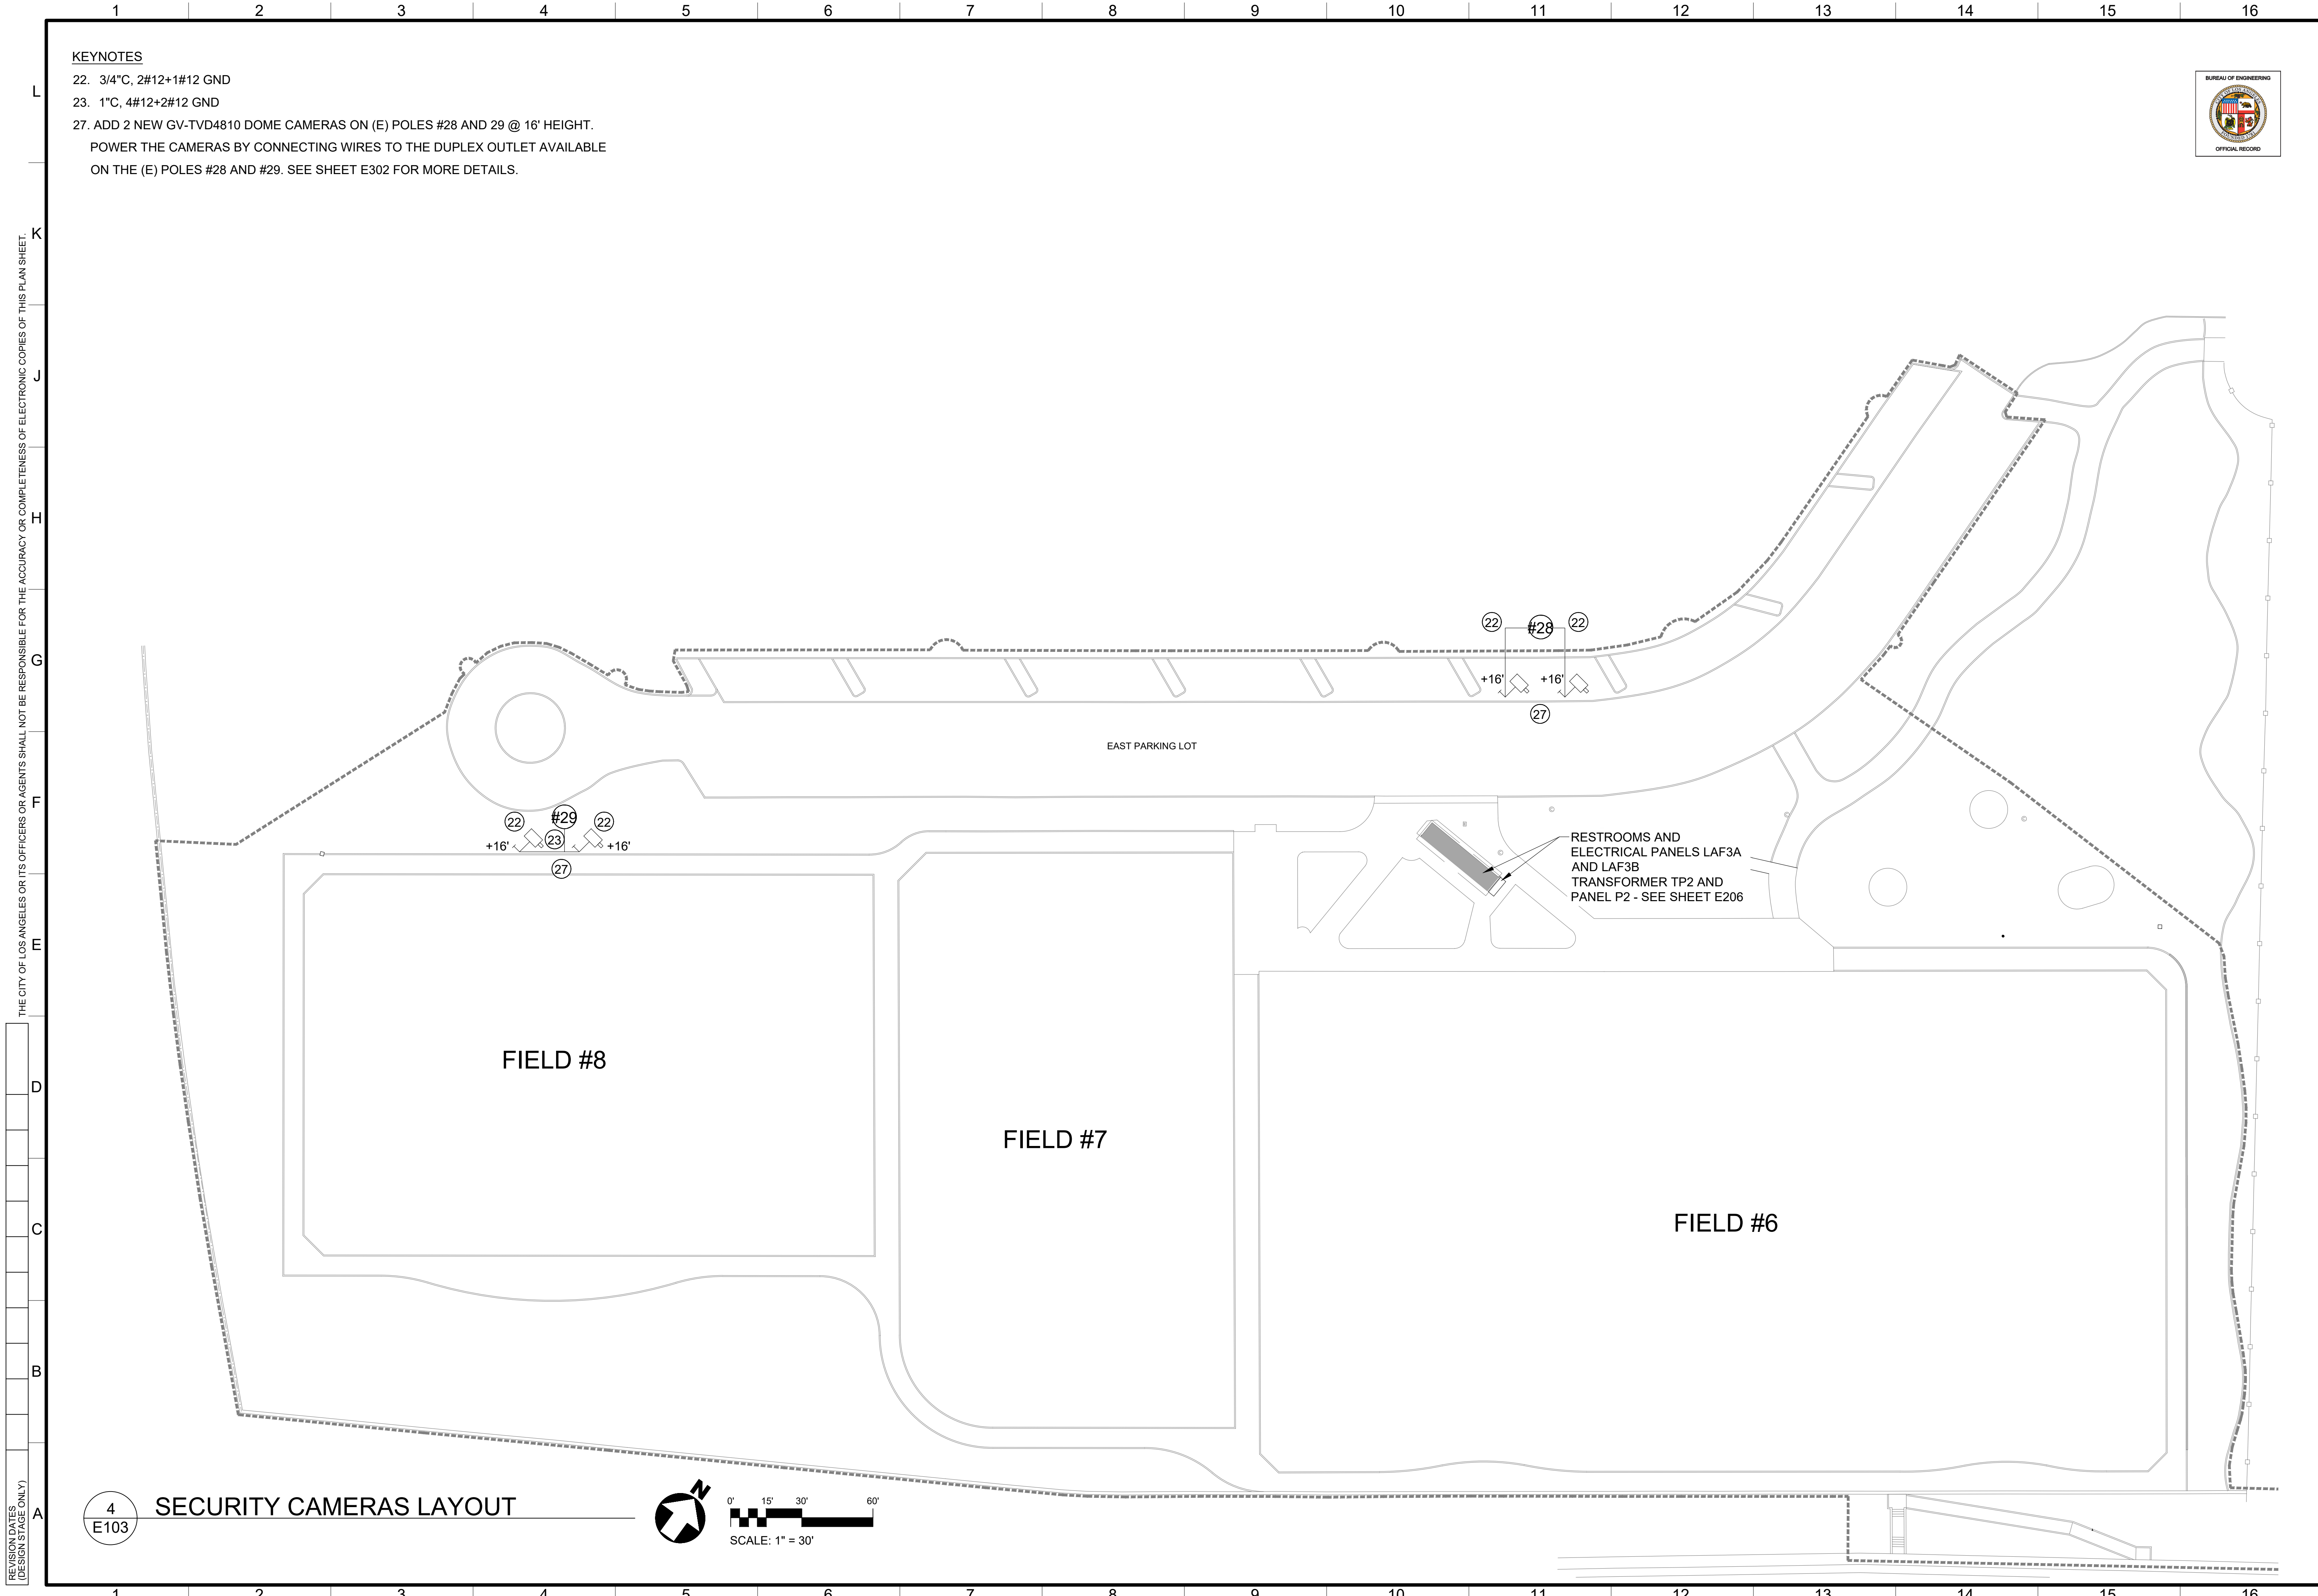 1 2 3 4 5 6 7 8 9 10 11 12 13 14 15 16
KEYNOTES
22. 3/4"C, 2#12+1#12 GND
23. 1"C, 4#12+2#12 GND
27. ADD 2 NEW GV-TVD4810 DOME CAMERAS ON (E) POLES #28 AND 29 @ 16' HEIGHT.
POWER THE CAMERAS BY CONNECTING WIRES TO THE DUPLEX OUTLET AVAILABLE
ON THE (E) POLES #28 AND #29. SEE SHEET E302 FOR MORE DETAILS.
BUREAU OF ENGINEERING
OFFICIAL RECORD
L
K
J
H
G
F
E
D
C
B
A
THE CITY OF LOS ANGELES OR ITS OFFICERS OR AGENTS SHALL NOT BE RESPONSIBLE FOR THE ACCURACY OR COMPLETENESS OF ELECTRONIC COPIES OF THIS PLAN SHEET.
REVISION DATES
(DESIGN STAGE ONLY)
22 #28 22
+16' +16'
27
EAST PARKING LOT
22 #29 22
23
+16' +16'
27
RESTROOMS AND
ELECTRICAL PANELS LAF3A
AND LAF3B
TRANSFORMER TP2 AND
PANEL P2 - SEE SHEET E206
FIELD #8
FIELD #7
FIELD #6
4
E103
SECURITY CAMERAS LAYOUT
N
0' 15' 30' 60'
SCALE: 1" = 30'
1 2 3 4 5 6 7 8 9 10 11 12 13 14 15 16